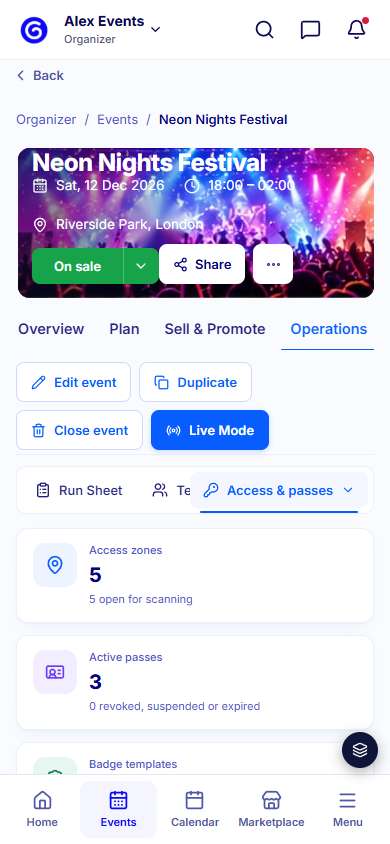 Alex Events
Organizer
Back
Organizer / Events / Neon Nights Festival
Neon Nights Festival
Sat, 12 Dec 2026 18:00 – 02:00
Riverside Park, London
On sale Share
Overview Plan Sell & Promote Operations
Edit event Duplicate
Close event Live Mode
Run Sheet Te Access & passes
Access zones
5
5 open for scanning
Active passes
3
0 revoked, suspended or expired
Badge templates
Home Events Calendar Marketplace Menu